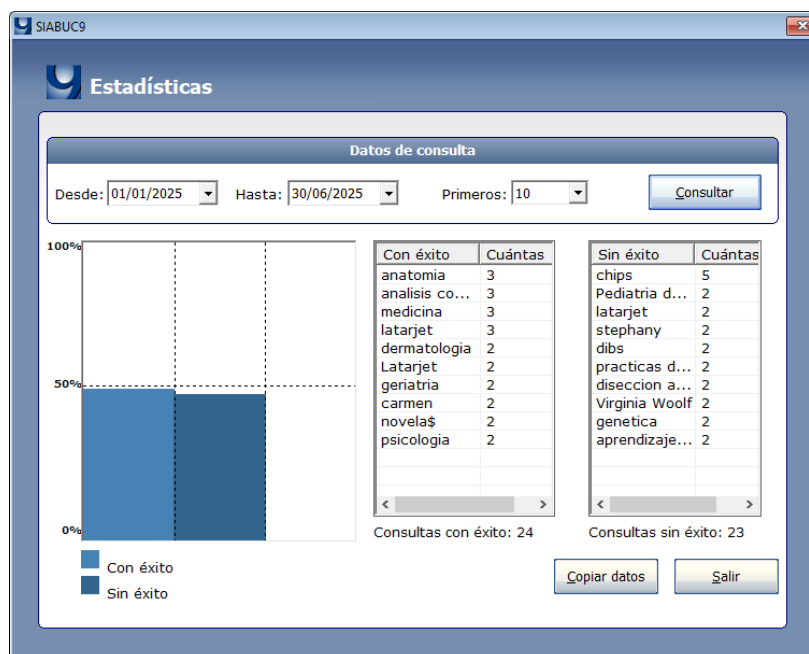 SIABUC9
Estadísticas
Datos de consulta
Desde: 01/01/2025 Hasta: 30/06/2025 Primeros: 10 Consultar
100%
50%
0%
Con éxito
Sin éxito
Con éxito Cuántas
anatomia 3
analisis co... 3
medicina 3
latarjet 3
dermatologia 2
Latarjet 2
geriatria 2
carmen 2
novela$ 2
psicologia 2
Consultas con éxito: 24
Sin éxito Cuántas
chips 5
Pediatria d... 2
latarjet 2
stephany 2
dibs 2
practicas d... 2
diseccion a... 2
Virginia Woolf 2
genetica 2
aprendizaje... 2
Consultas sin éxito: 23
Copiar datos Salir